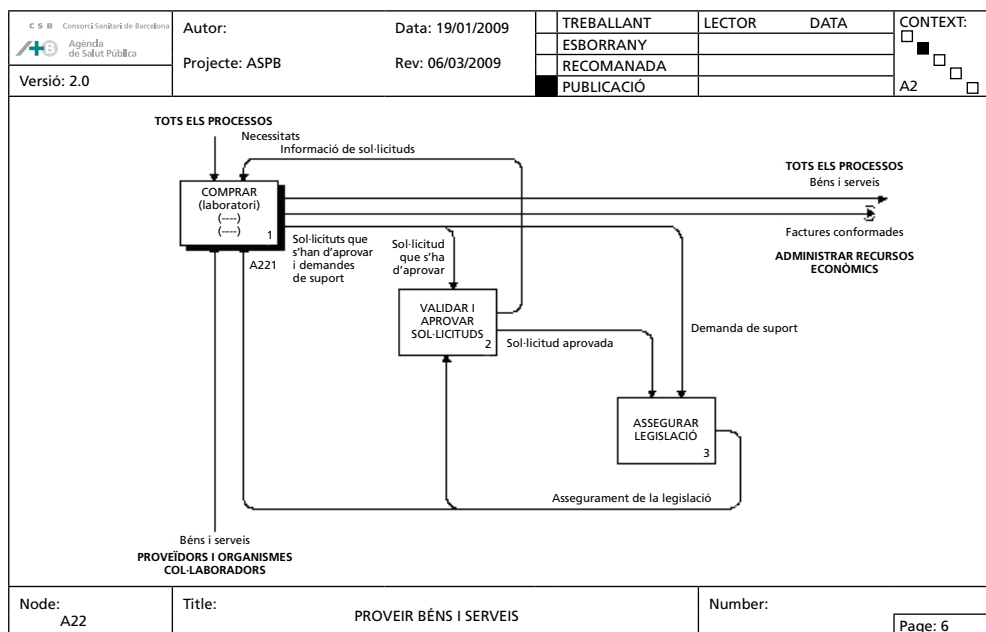 C S B Consorci Sanitari de Barcelona
Agència
de Salut Pública
Versió: 2.0
Autor:
Data: 19/01/2009
Projecte: ASPB
Rev: 06/03/2009
TREBALLANT
ESBORRANY
RECOMANADA
PUBLICACIÓ
LECTOR DATA
CONTEXT:
A2
TOTS ELS PROCESSOS
Necessitats
Informació de sol·licituds
COMPRAR
(laboratori)
(----)
(----)
1
A221
Sol·licituts que
s'han d'aprovar
i demandes
de suport
Sol·licitud
que s'ha
d'aprovar
TOTS ELS PROCESSOS
Béns i serveis
Factures conformades
ADMINISTRAR RECURSOS
ECONÒMICS
VALIDAR I
APROVAR
SOL·LICITUDS
2
Sol·licitud aprovada
Demanda de suport
ASSEGURAR
LEGISLACIÓ
3
Assegurament de la legislació
Béns i serveis
PROVEÏDORS I ORGANISMES
COL·LABORADORS
Node:
A22
Title:
PROVEIR BÉNS I SERVEIS
Number:
Page: 6